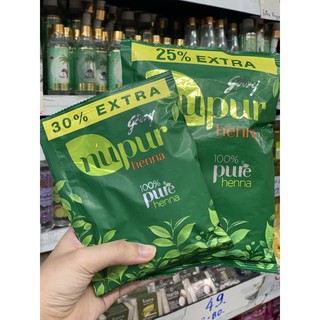 25% EXTRA
Godrej
nupur
henna
100%
pure
henna
30% EXTRA
Godrej
nupur
henna
100%
pure
henna
49.-